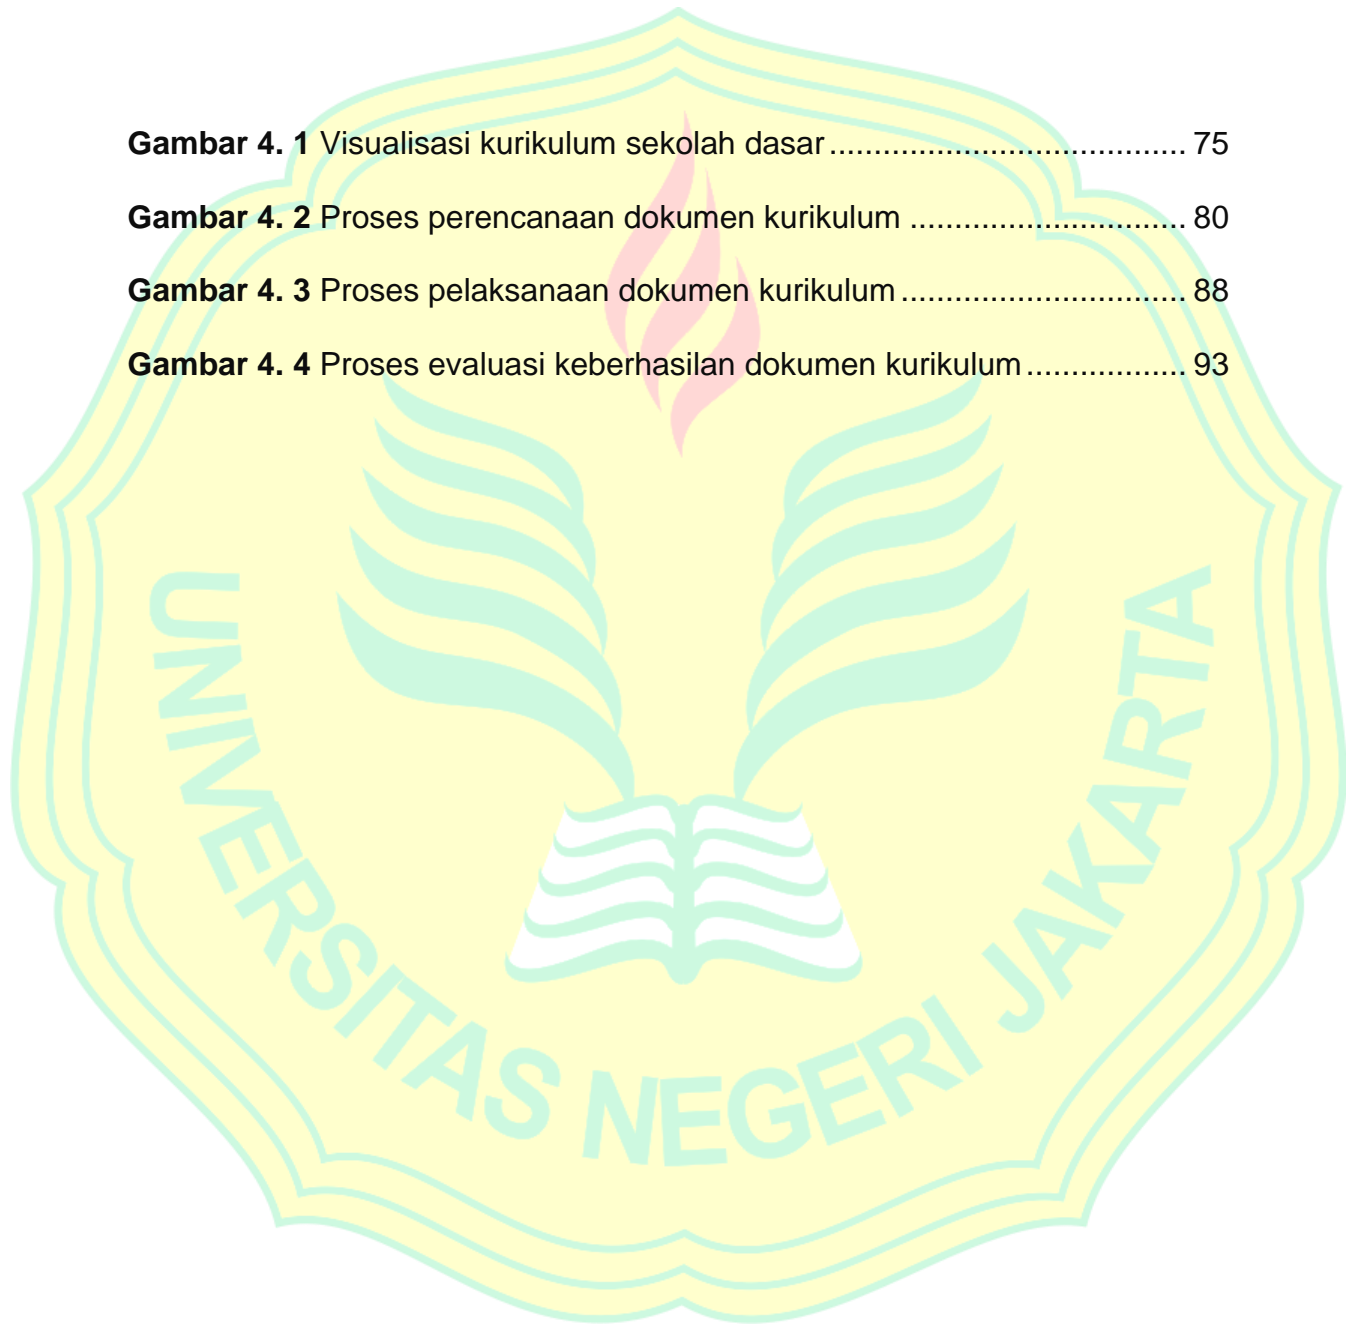 Gambar 4. 1 Visualisasi kurikulum sekolah dasar ........................................ 75
Gambar 4. 2 Proses perencanaan dokumen kurikulum ............................... 80
Gambar 4. 3 Proses pelaksanaan dokumen kurikulum ................................ 88
Gambar 4. 4 Proses evaluasi keberhasilan dokumen kurikulum .................. 93
UNIVERSITAS NEGERI JAKARTA